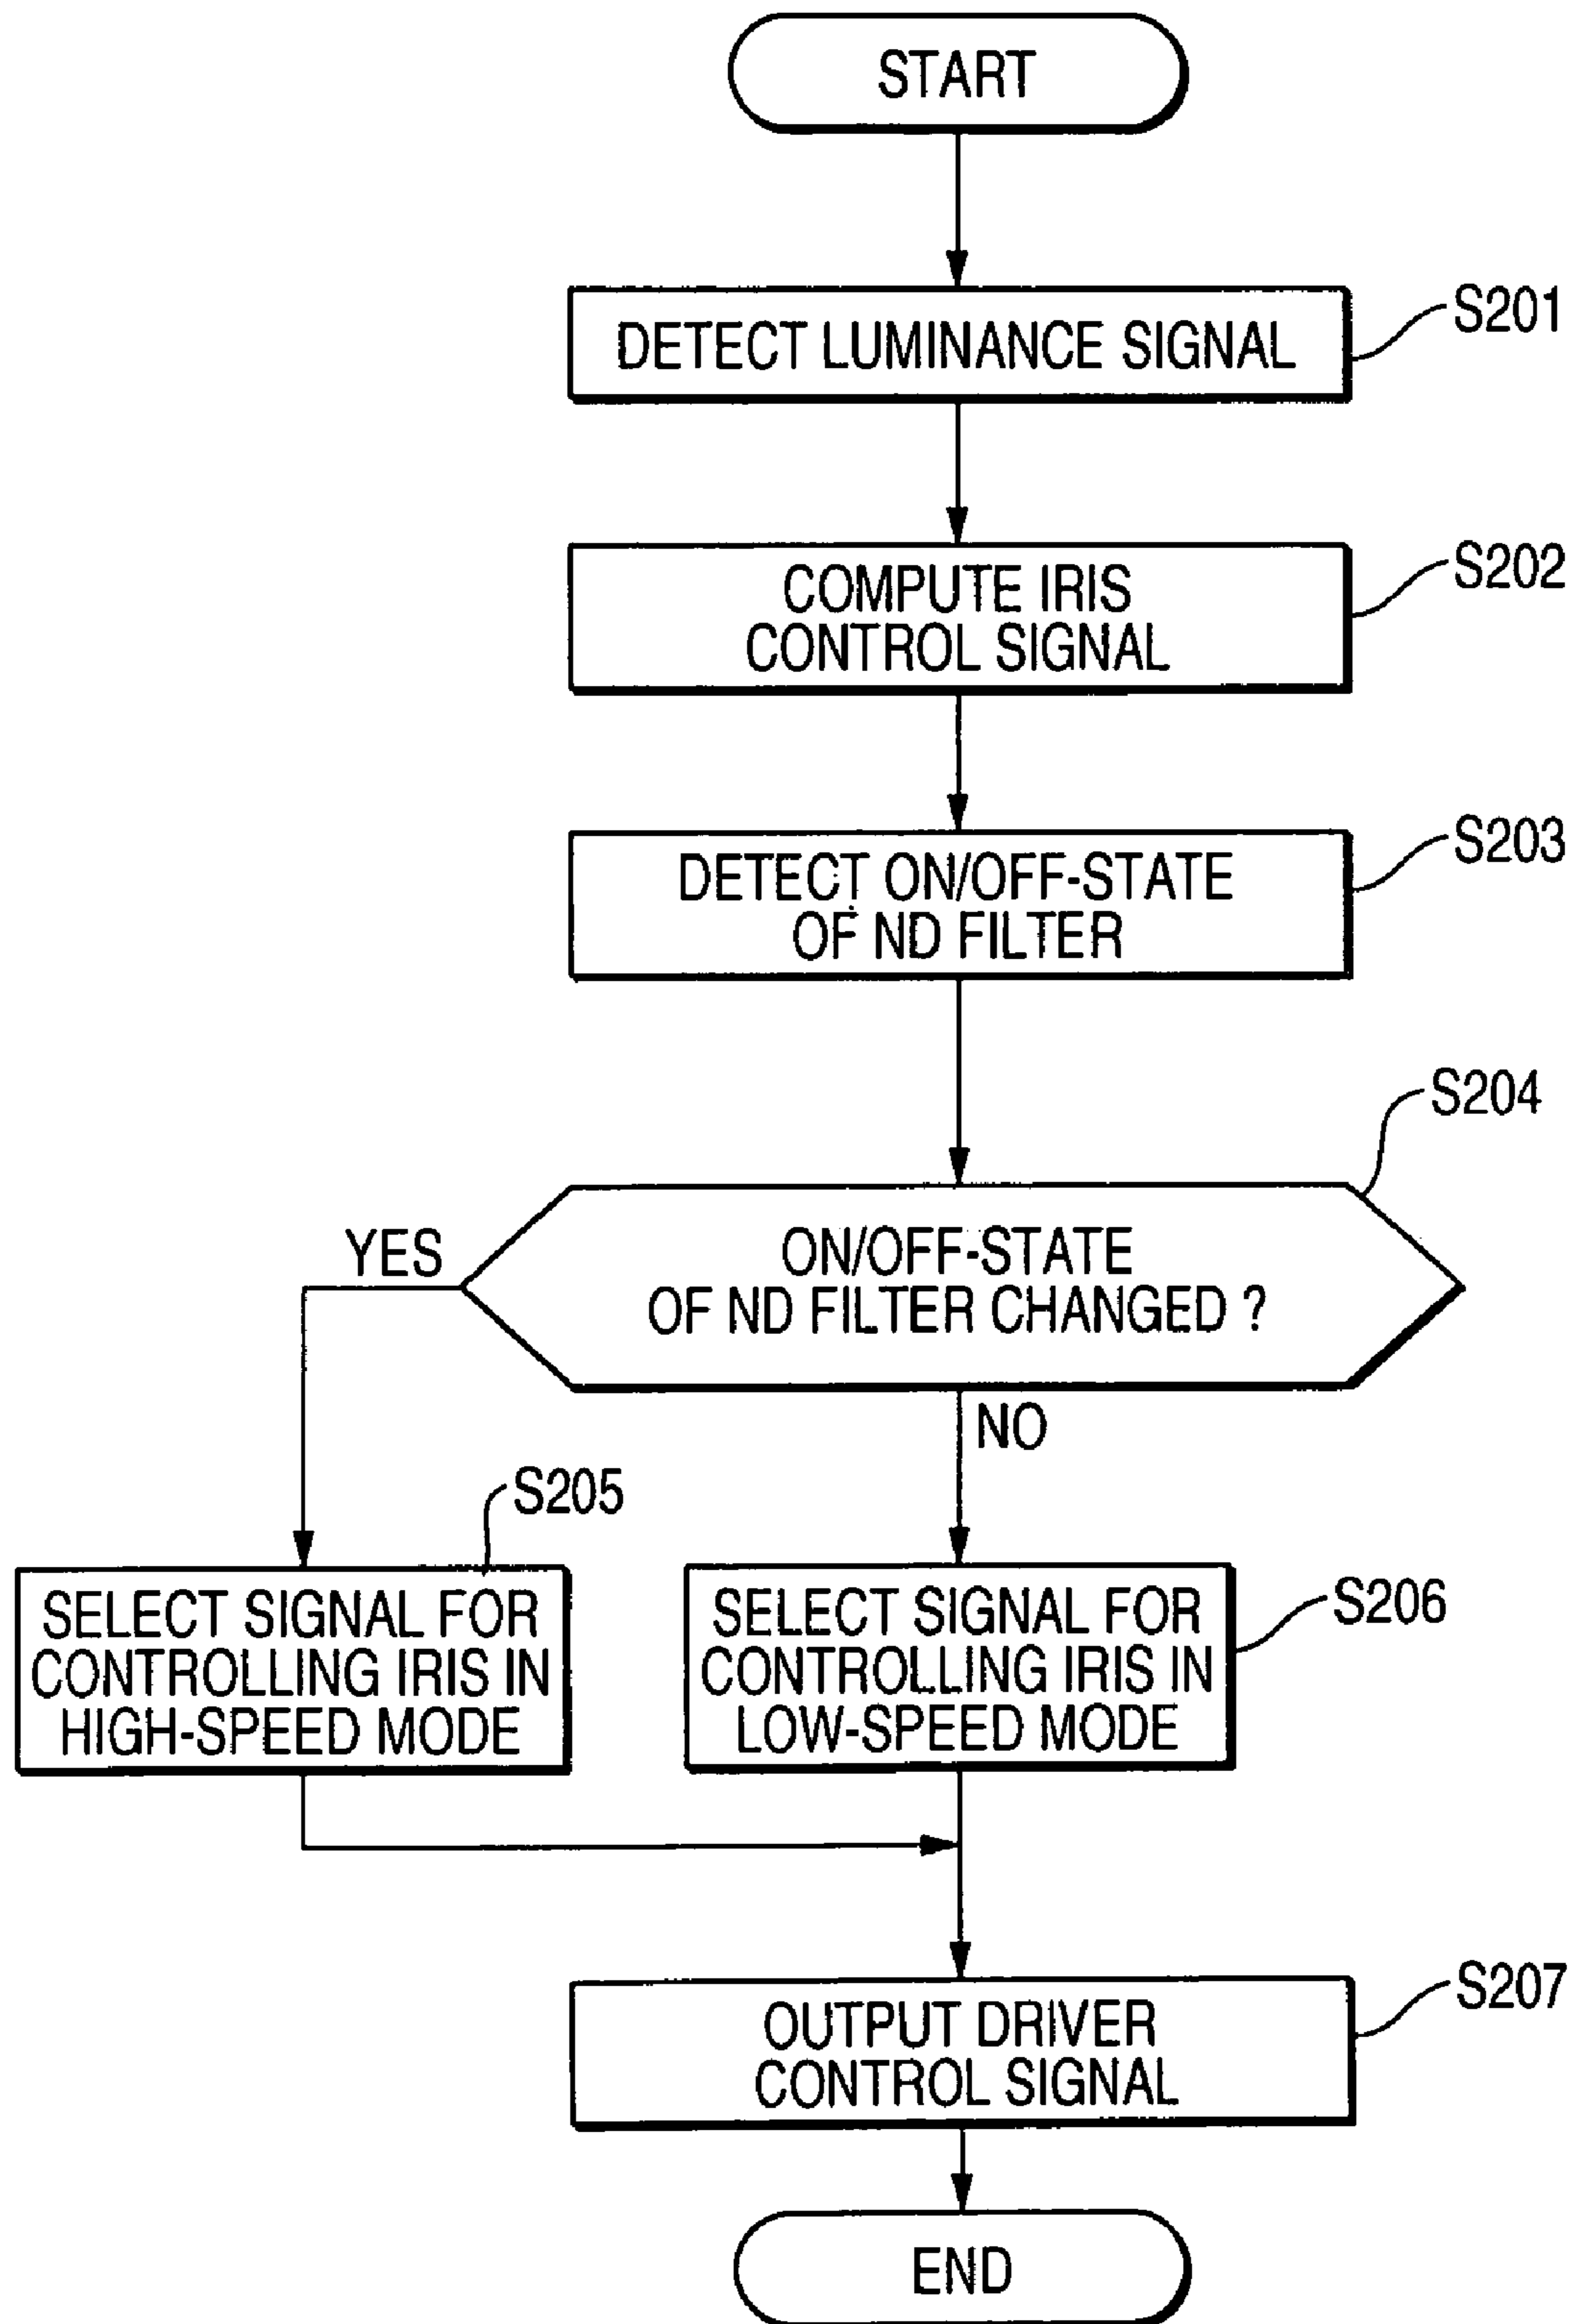 START
DETECT LUMINANCE SIGNAL
S201
COMPUTE IRIS
CONTROL SIGNAL
S202
DETECT ON/OFF-STATE
OF ND FILTER
S203
S204
ON/OFF-STATE
OF ND FILTER CHANGED ?
YES
NO
S205
SELECT SIGNAL FOR
CONTROLLING IRIS IN
HIGH-SPEED MODE
SELECT SIGNAL FOR
CONTROLLING IRIS IN
LOW-SPEED MODE
S206
OUTPUT DRIVER
CONTROL SIGNAL
S207
END